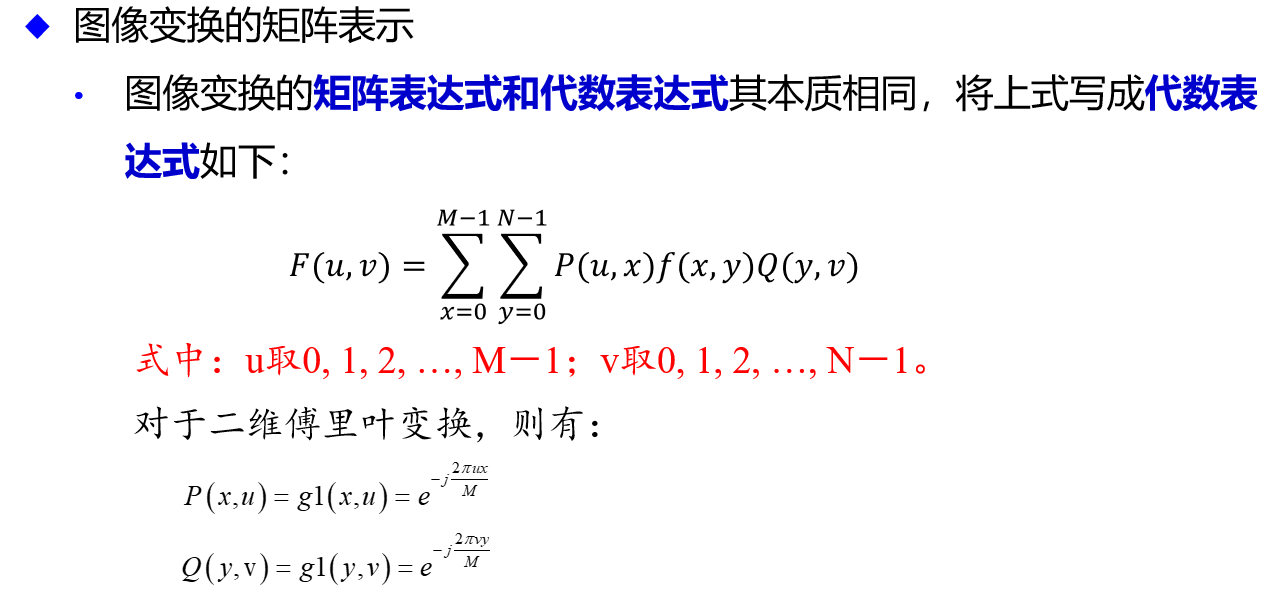 ◆ 图像变换的矩阵表示
• 图像变换的矩阵表达式和代数表达式其本质相同，将上式写成代数表
达式如下：
$F(u,v)=\sum_{x=0}^{M-1}\sum_{y=0}^{N-1}P(u,x)f(x,y)Q(y,v)$
式中：u取0, 1, 2, …, M－1；v取0, 1, 2, …, N－1。
对于二维傅里叶变换，则有：
$P(x,u)=g1(x,u)=e^{-j\frac{2\pi ux}{M}}$
$Q(y,\mathrm{v})=g1(y,v)=e^{-j\frac{2\pi vy}{M}}$